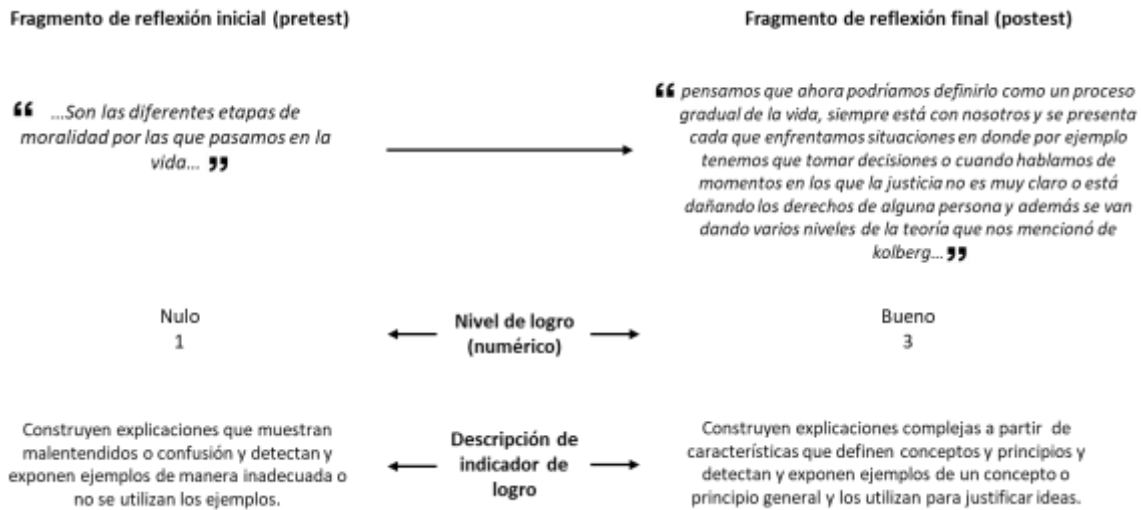 Fragmento de reflexión inicial (pretest)
Fragmento de reflexión final (postest)
“ ...Son las diferentes etapas de
moralidad por las que pasamos en la
vida... ”
“ pensamos que ahora podríamos definirlo como un proceso
gradual de la vida, siempre está con nosotros y se presenta
cada que enfrentamos situaciones en donde por ejemplo
tenemos que tomar decisiones o cuando hablamos de
momentos en los que la justicia no es muy claro o está
dañando los derechos de alguna persona y además se van
dando varios niveles de la teoría que nos mencionó de
kolberg... ”
Nulo
1
Nivel de logro
(numérico)
Bueno
3
Construyen explicaciones que muestran
malentendidos o confusión y detectan y
exponen ejemplos de manera inadecuada o
no se utilizan los ejemplos.
Descripción de
indicador de
logro
Construyen explicaciones complejas a partir de
características que definen conceptos y principios y
detectan y exponen ejemplos de un concepto o
principio general y los utilizan para justificar ideas.